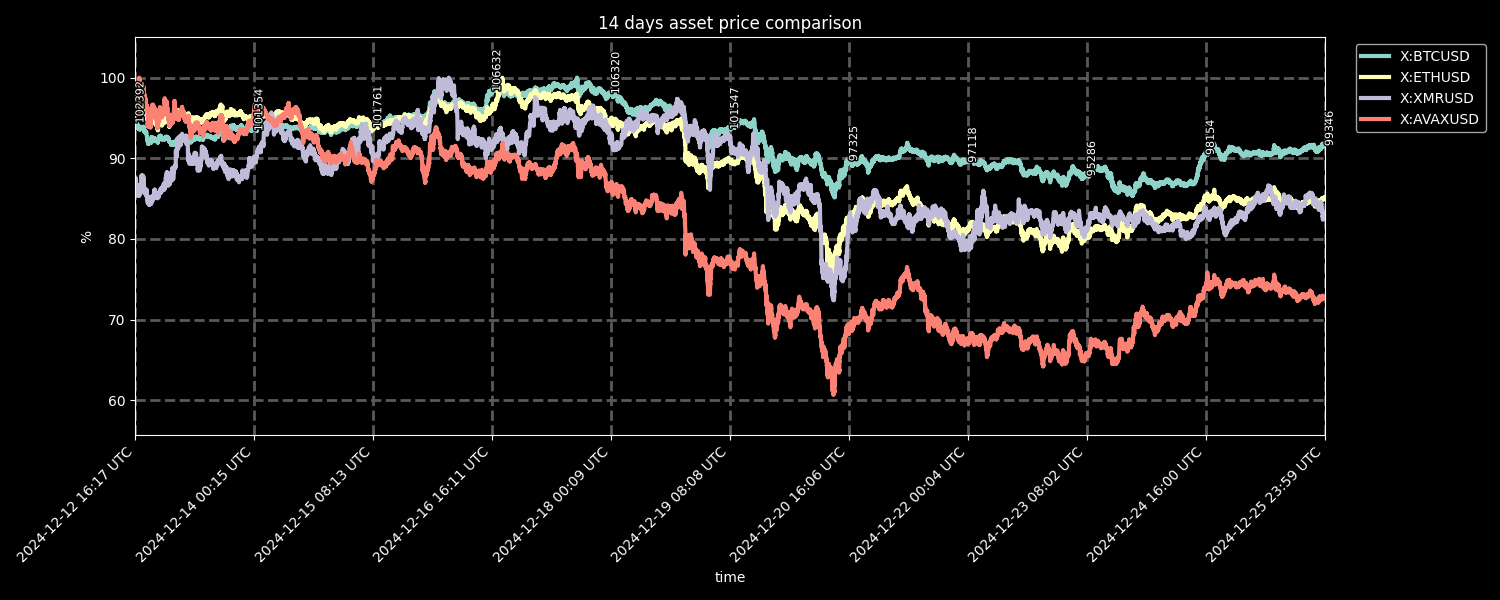 14 days asset price comparison
X:BTCUSD
X:ETHUSD
X:XMRUSD
X:AVAXUSD
100
90
80
70
60
%
102392
101354
101761
106632
106320
101547
97325
97118
95286
98154
99346
2024-12-12 16:17 UTC
2024-12-14 00:15 UTC
2024-12-15 08:13 UTC
2024-12-16 16:11 UTC
2024-12-18 00:09 UTC
2024-12-19 08:08 UTC
2024-12-20 16:06 UTC
2024-12-22 00:04 UTC
2024-12-23 08:02 UTC
2024-12-24 16:00 UTC
2024-12-25 23:59 UTC
time